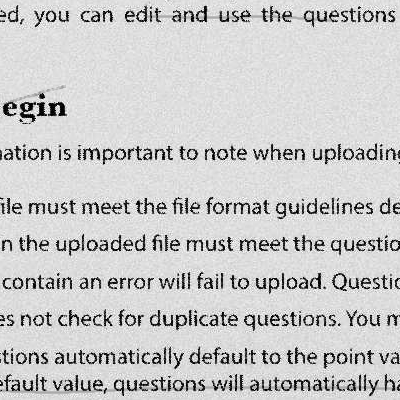 ed, you can edit and use the questions
egin
ation is important to note when uploading
file must meet the file format guidelines de
n the uploaded file must meet the questio
contain an error will fail to upload. Questio
es not check for duplicate questions. You m
stions automatically default to the point va
efault value, questions will automatically ha